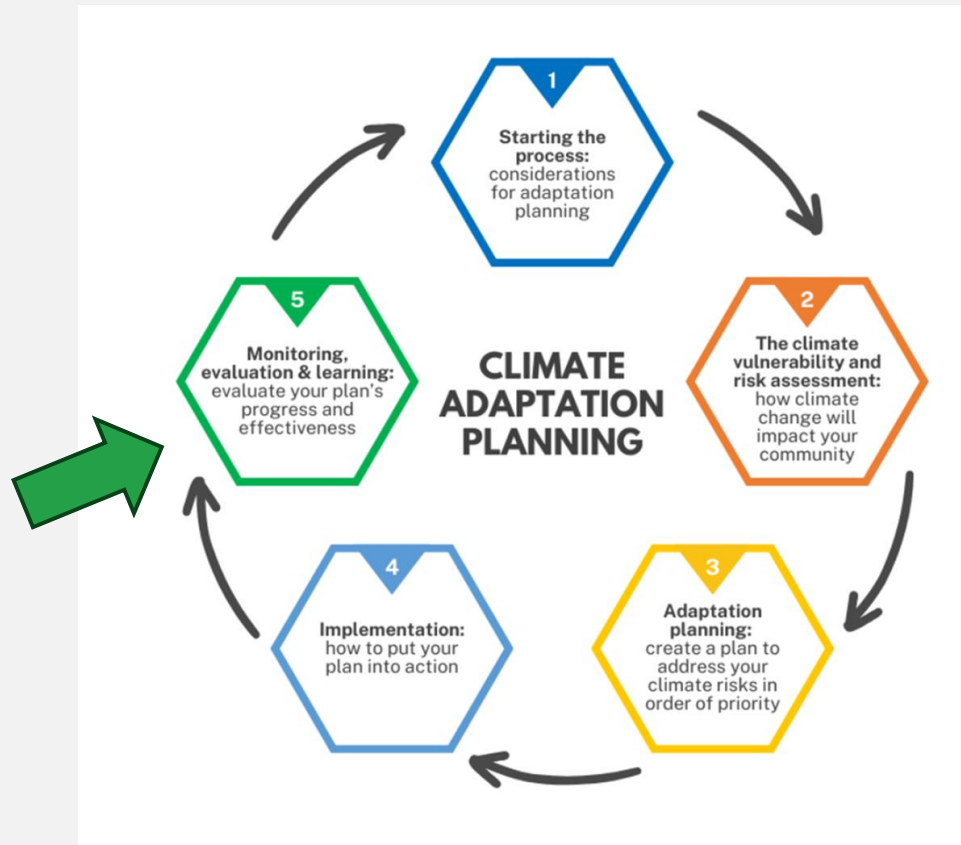 1
Starting the
process:
considerations
for adaptation
planning
2
The climate
vulnerability and
risk assessment:
how climate
change will
impact your
community
3
Adaptation
planning:
create a plan to
address your
climate risks in
order of priority
4
Implementation:
how to put your
plan into action
5
Monitoring,
evaluation & learning:
evaluate your plan's
progress and
effectiveness
CLIMATE
ADAPTATION
PLANNING